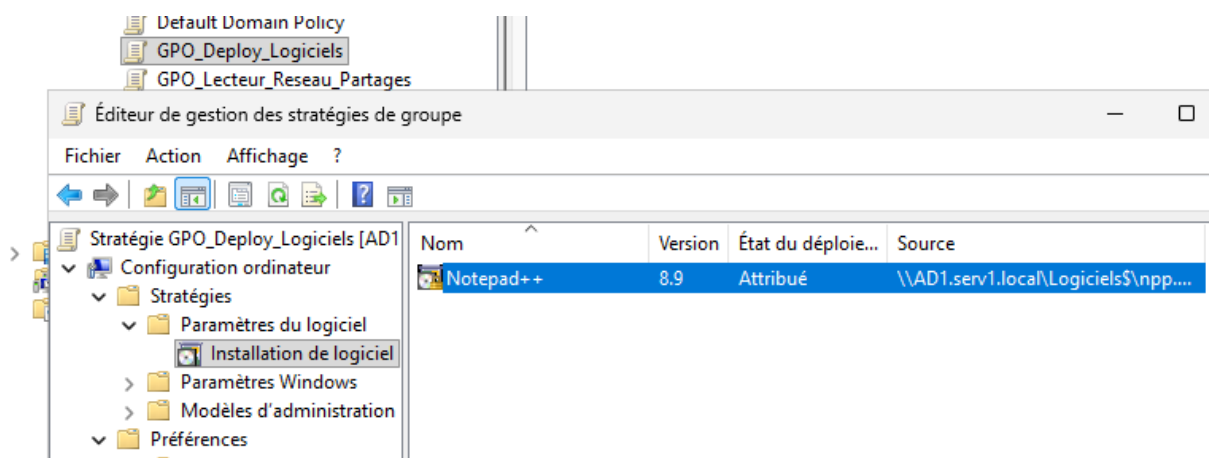 Default Domain Policy
GPO_Deploy_Logiciels
GPO_Lecteur_Reseau_Partages
Éditeur de gestion des stratégies de groupe
Fichier Action Affichage ?
Stratégie GPO_Deploy_Logiciels [AD1
Nom Version État du déploie... Source
Configuration ordinateur
Notepad++ 8.9 Attribué \\AD1.serv1.local\Logiciels$\npp....
Stratégies
Paramètres du logiciel
Installation de logiciel
Paramètres Windows
Modèles d'administration
Préférences